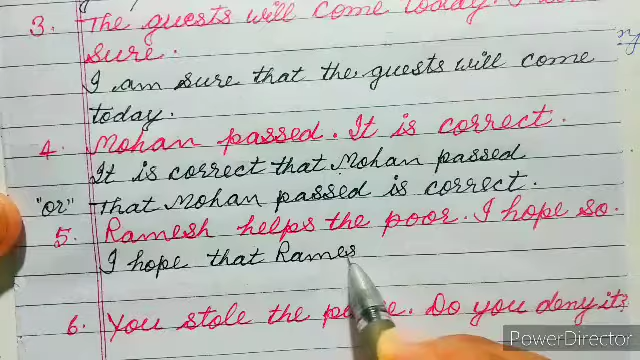 3. The guests will come today. I
sure.
I am sure that the guests will come
today.
4. Mohan passed. It is correct.
It is correct that Mohan passed
"or" That Mohan passed is correct.
5. Ramesh helps the poor. I hope so.
I hope that Rames
6. You stole the . Do you deny it?
PowerDirector